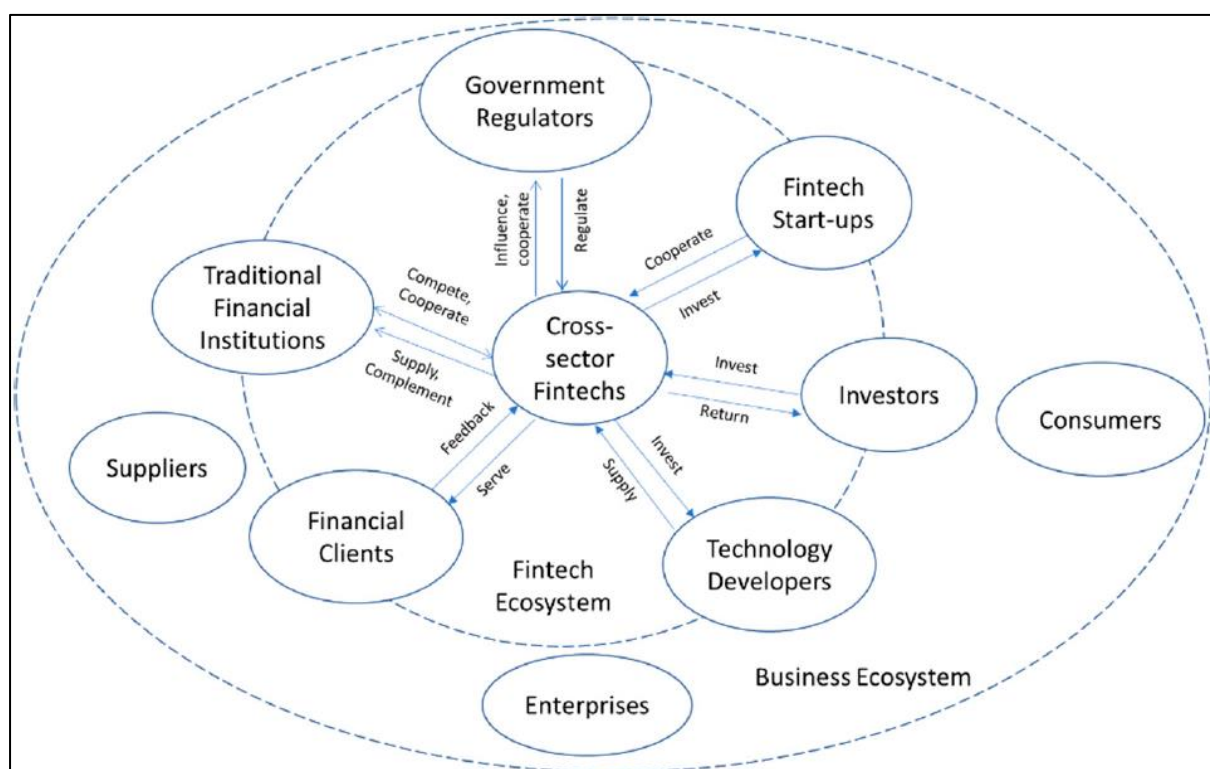 Government
Regulators
Fintech
Start-ups
Influence,
cooperate
Regulate
Cooperate
Invest
Traditional
Financial
Institutions
Compete,
Cooperate
Supply,
Complement
Cross-
sector
Fintechs
Invest
Return
Investors
Consumers
Suppliers
Feedback
Serve
Invest
Supply
Financial
Clients
Fintech
Ecosystem
Technology
Developers
Business Ecosystem
Enterprises